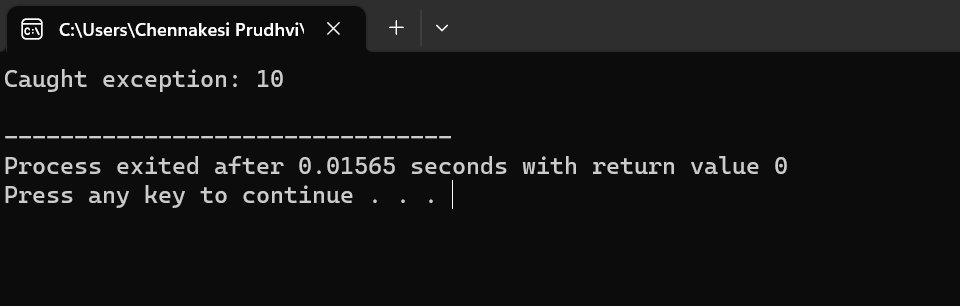 C:\Users\Chennakesi Prudhvi\
Caught exception: 10
--------------------------------
Process exited after 0.01565 seconds with return value 0
Press any key to continue . . .